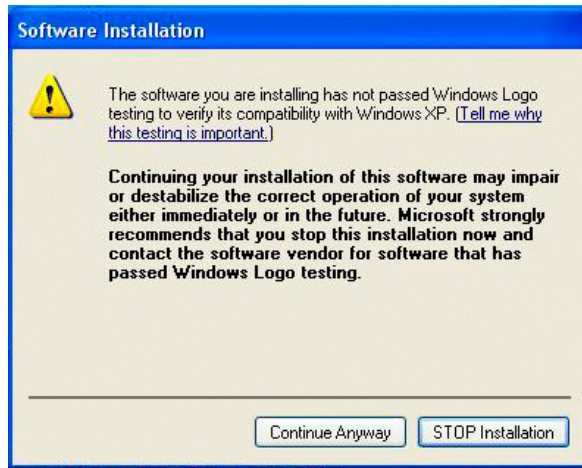 Software Installation
The software you are installing has not passed Windows Logo
testing to verify its compatibility with Windows XP. (Tell me why
this testing is important.)
Continuing your installation of this software may impair
or destabilize the correct operation of your system
either immediately or in the future. Microsoft strongly
recommends that you stop this installation now and
contact the software vendor for software that has
passed Windows Logo testing.
Continue Anyway
STOP Installation